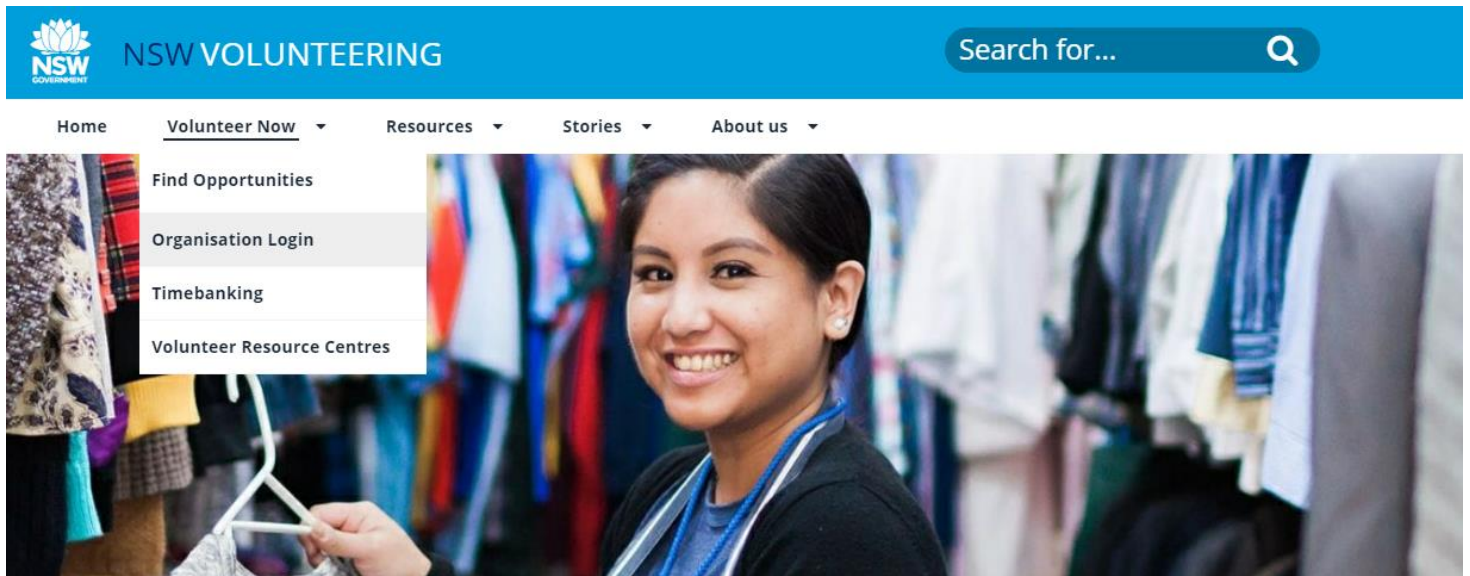 NSW
GOVERNMENT
NSW VOLUNTEERING
Search for...
Home Volunteer Now Resources Stories About us
Find Opportunities
Organisation Login
Timebanking
Volunteer Resource Centres